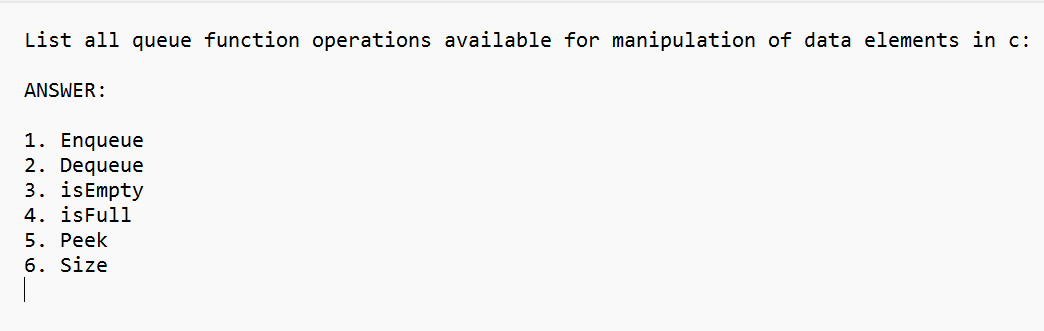 List all queue function operations available for manipulation of data elements in c:
ANSWER:
1. Enqueue
2. Dequeue
3. isEmpty
4. isFull
5. Peek
6. Size